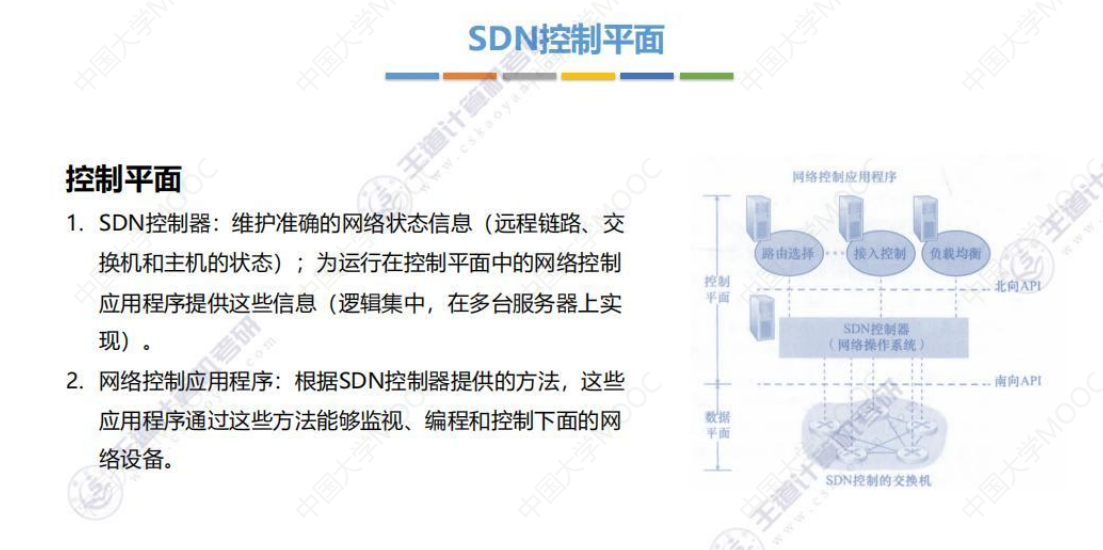 SDN控制平面
控制平面
1. SDN控制器：维护准确的网络状态信息（远程链路、交
换机和主机的状态）；为运行在控制平面中的网络控制
应用程序提供这些信息（逻辑集中，在多台服务器上实
现）。
2. 网络控制应用程序：根据SDN控制器提供的方法，这些
应用程序通过这些方法能够监视、编程和控制下面的网
络设备。
网络控制应用程序
路由选择 … 接入控制 负载均衡
控制
平面
北向API
SDN控制器
（网络操作系统）
南向API
数据
平面
SDN控制的交换机
中国大学MOOC
王道计算机考研
www.cskaoyan.com